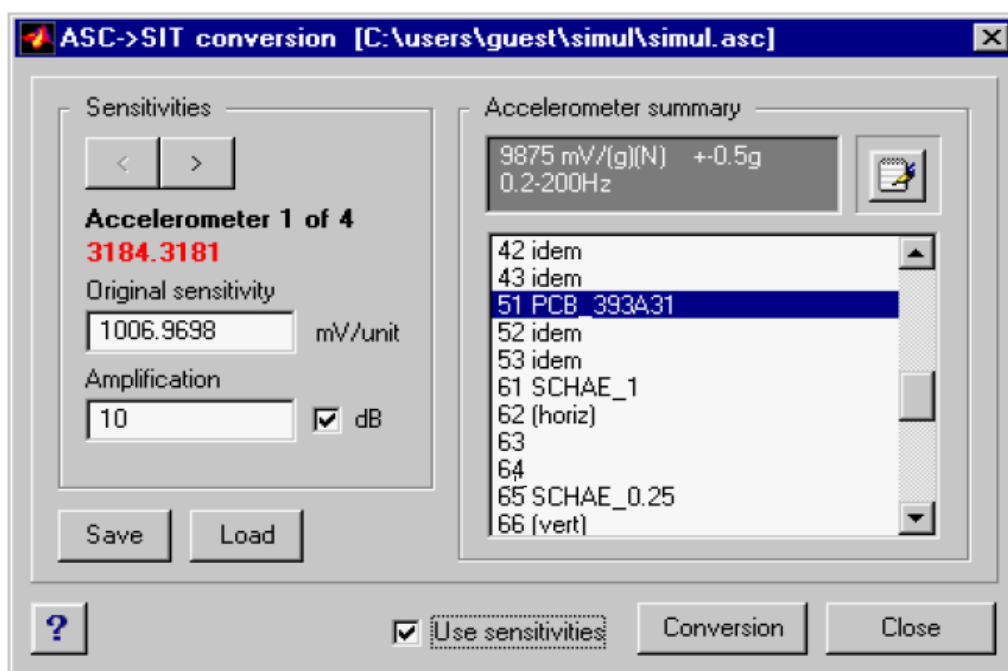 ASC->SIT conversion [C:\users\guest\simul\simul.asc]
Sensitivities
< >
Accelerometer 1 of 4
3184.3181
Original sensitivity
1006.9698 mV/unit
Amplification
10 dB
Save Load
Accelerometer summary
9875 mV/(g)(N) +-0.5g
0.2-200Hz
42 idem
43 idem
51 PCB_393A31
52 idem
53 idem
61 SCHAE_1
62 (horiz)
63
64
65 SCHAE_0.25
66 (vert)
? Use sensitivities Conversion Close